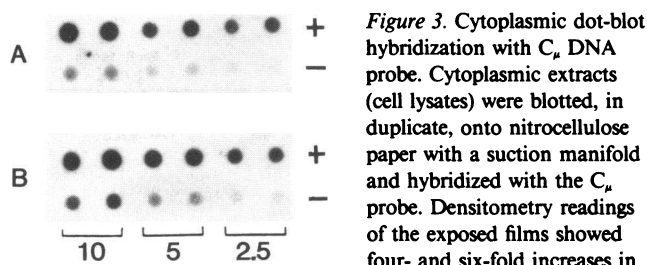 A
+
−
B
+
−
10 5 2.5
Figure 3. Cytoplasmic dot-blot
hybridization with Cμ DNA
probe. Cytoplasmic extracts
(cell lysates) were blotted, in
duplicate, onto nitrocellulose
paper with a suction manifold
and hybridized with the Cμ
probe. Densitometry readings
of the exposed films showed
four- and six-fold increases in